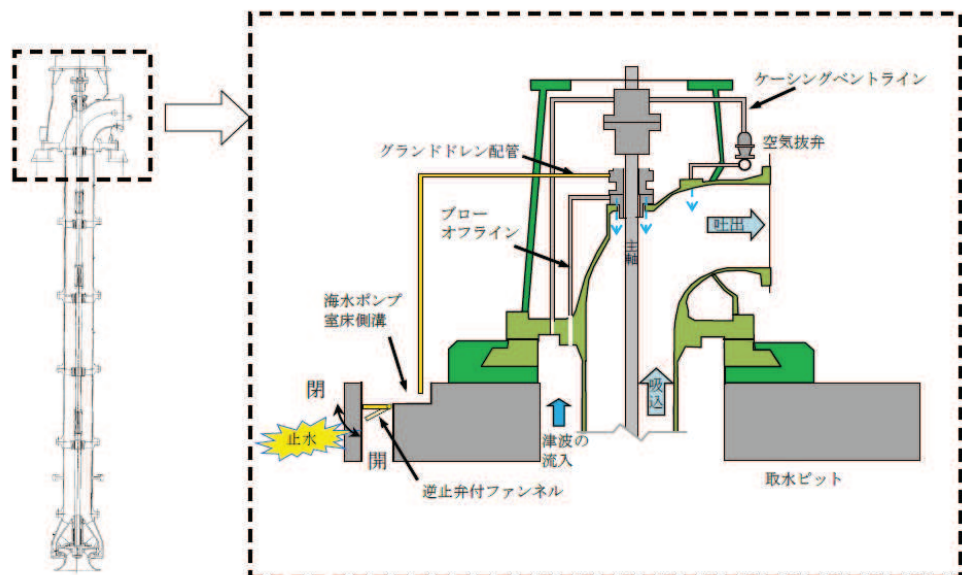 ケーシングベントライン
空気抜弁
グランドドレン配管
ブロー
オフライン
吐出
主軸
海水ポンプ
室床側溝
閉
吸込
止水
開
津波の
流入
逆止弁付ファンネル
取水ピット